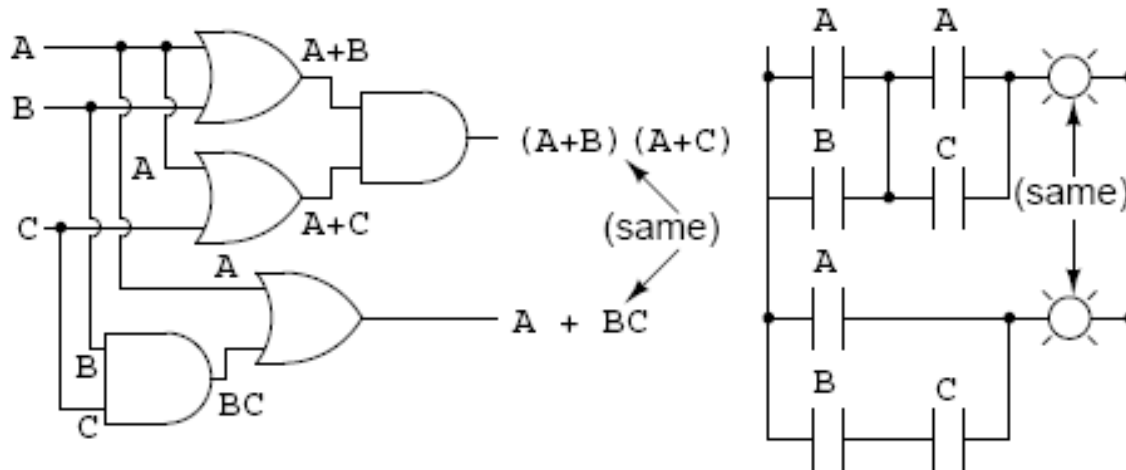 A
A+B
B
(A+B) (A+C)
A
A+C
C
(same)
A
A + BC
B
BC
C
A A
B C
(same)
A
B C